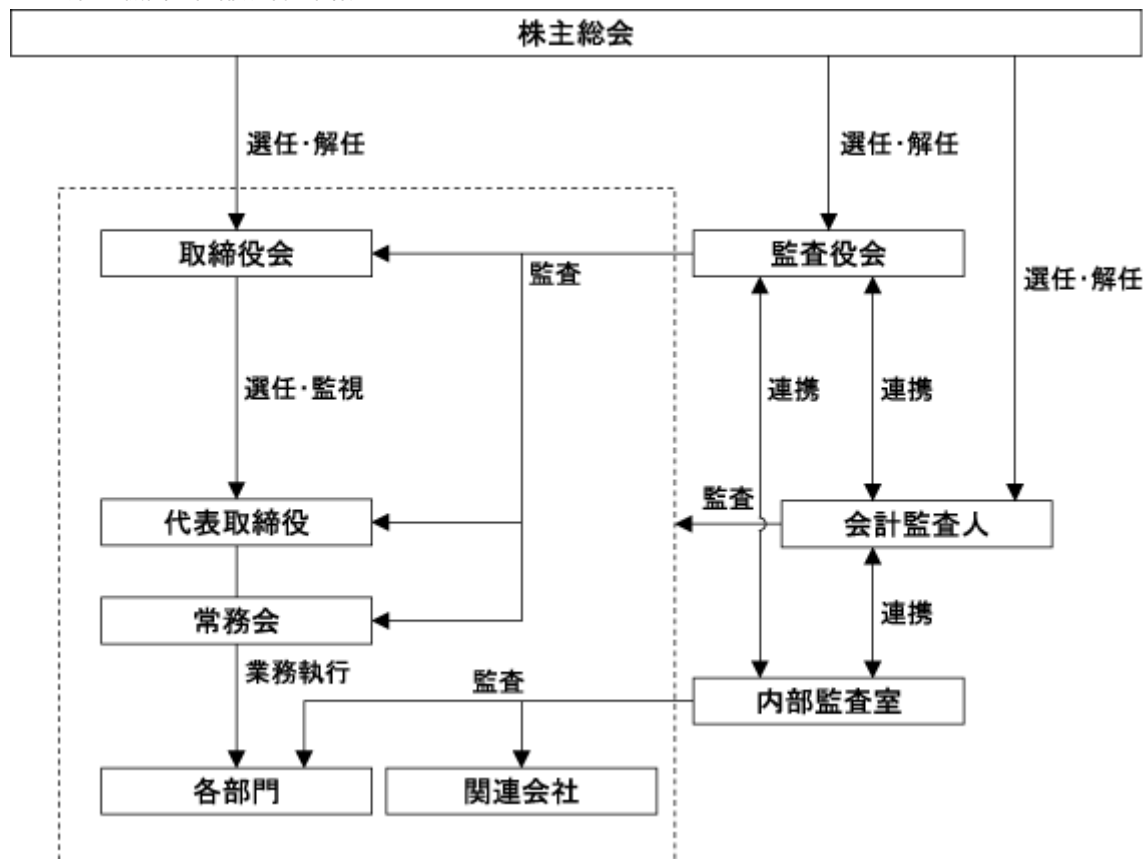 株主総会
選任・解任
選任・解任
取締役会
監査役会
監査
選任・解任
選任・監視
連携
連携
代表取締役
監査
会計監査人
常務会
連携
業務執行
監査
内部監査室
各部門
関連会社